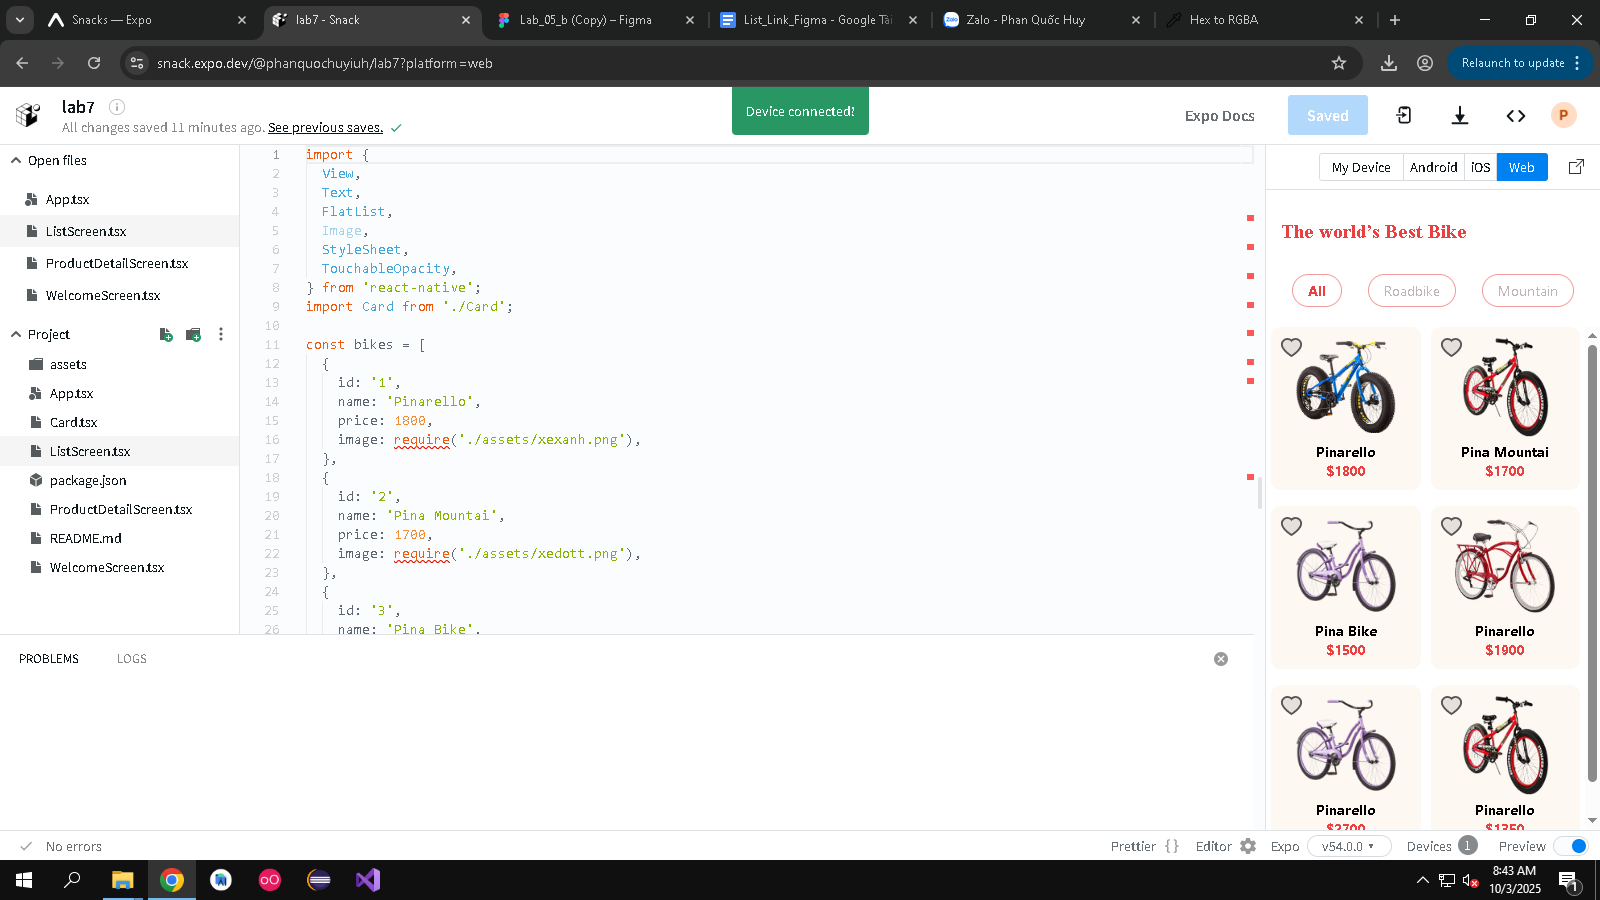 Snacks — Expo
lab7 - Snack
Lab_05_b (Copy) – Figma
List_Link_Figma - Google Tài
Zalo - Phan Quốc Huy
Hex to RGBA
snack.expo.dev/@phanquochuyiuh/lab7?platform=web
Relaunch to update
lab7
All changes saved 11 minutes ago. See previous saves.
Device connected!
Expo Docs
Saved
P
Open files
App.tsx
ListScreen.tsx
ProductDetailScreen.tsx
WelcomeScreen.tsx
Project
assets
App.tsx
Card.tsx
ListScreen.tsx
package.json
ProductDetailScreen.tsx
README.md
WelcomeScreen.tsx
1 import {
2 View,
3 Text,
4 FlatList,
5 Image,
6 StyleSheet,
7 TouchableOpacity,
8 } from 'react-native';
9 import Card from './Card';
10
11 const bikes = [
12 {
13 id: '1',
14 name: 'Pinarello',
15 price: 1800,
16 image: require('./assets/xexanh.png'),
17 },
18 {
19 id: '2',
20 name: 'Pina Mountai',
21 price: 1700,
22 image: require('./assets/xedott.png'),
23 },
24 {
25 id: '3',
26 name: 'Pina Bike',
My Device
Android
iOS
Web
The world's Best Bike
All
Roadbike
Mountain
Pinarello
$1800
Pina Mountai
$1700
Pina Bike
$1500
Pinarello
$1900
Pinarello
$2700
Pinarello
$1350
PROBLEMS
LOGS
No errors
Prettier {}
Editor
Expo
v54.0.0
Devices 1
Preview
8:43 AM
10/3/2025
1